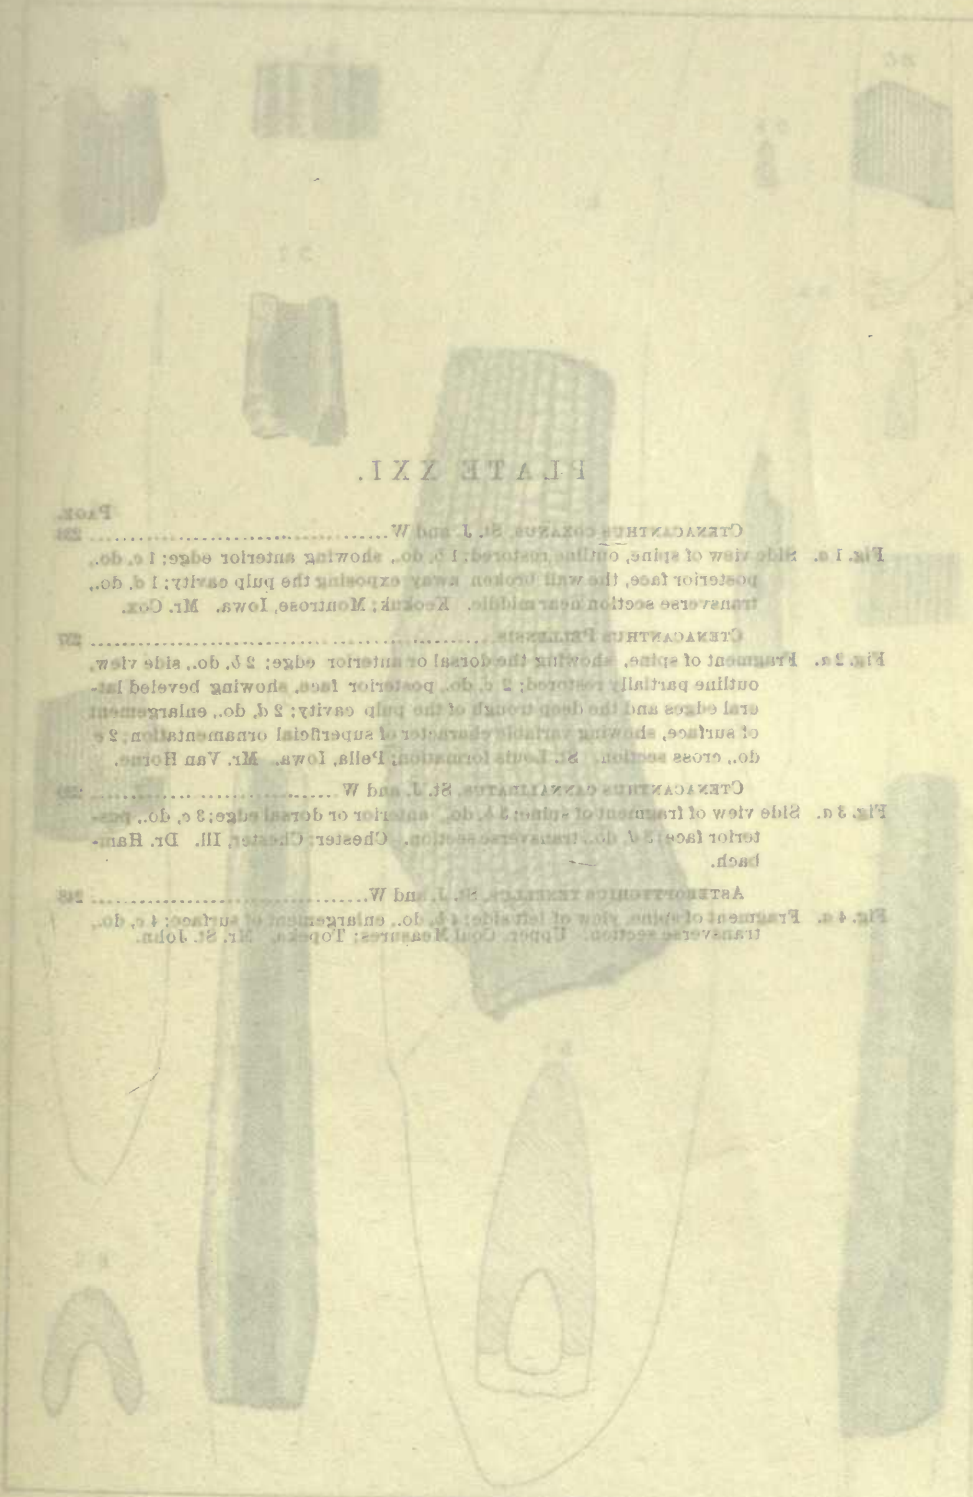 PLATE XXI.
PAGE.
CTENACANTHUS COXANUS, St. J. and W.
Fig. 1 a. Side view of spine, outline restored; 1 b, do., showing anterior edge; 1 c, do.,
posterior face, the wall broken away exposing the pulp cavity; 1 d, do.,
transverse section near middle. Keokuk; Montrose, Iowa. Mr. Cox.
CTENACANTHUS PELLENSIS
Fig. 2 a. Fragment of spine, showing the dorsal or anterior edge; 2 b, do., side view,
outline partially restored; 2 c, do., posterior face, showing beveled lat-
eral edges and the deep trough of the pulp cavity; 2 d, do., enlargement
of surface, showing variable character of superficial ornamentation; 2 e
do., cross section. St. Louis formation; Pella, Iowa. Mr. Van Horne.
CTENACANTHUS CANNALIRATUS, St. J. and W
Fig. 3 a. Side view of fragment of spine; 3 b, do., anterior or dorsal edge; 3 c, do., pos-
terior face; 3 d, do., transverse section. Chester; Chester, Ill. Dr. Ham-
bach.
ASTEROPTYCHIUS TENELLUS, St. J. and W. 248
Fig. 4 a. Fragment of spine, view of left side; 4 b, do., enlargement of surface; 4 c, do.
transverse section. Upper Coal Measures; Topeka. Mr. St. John.